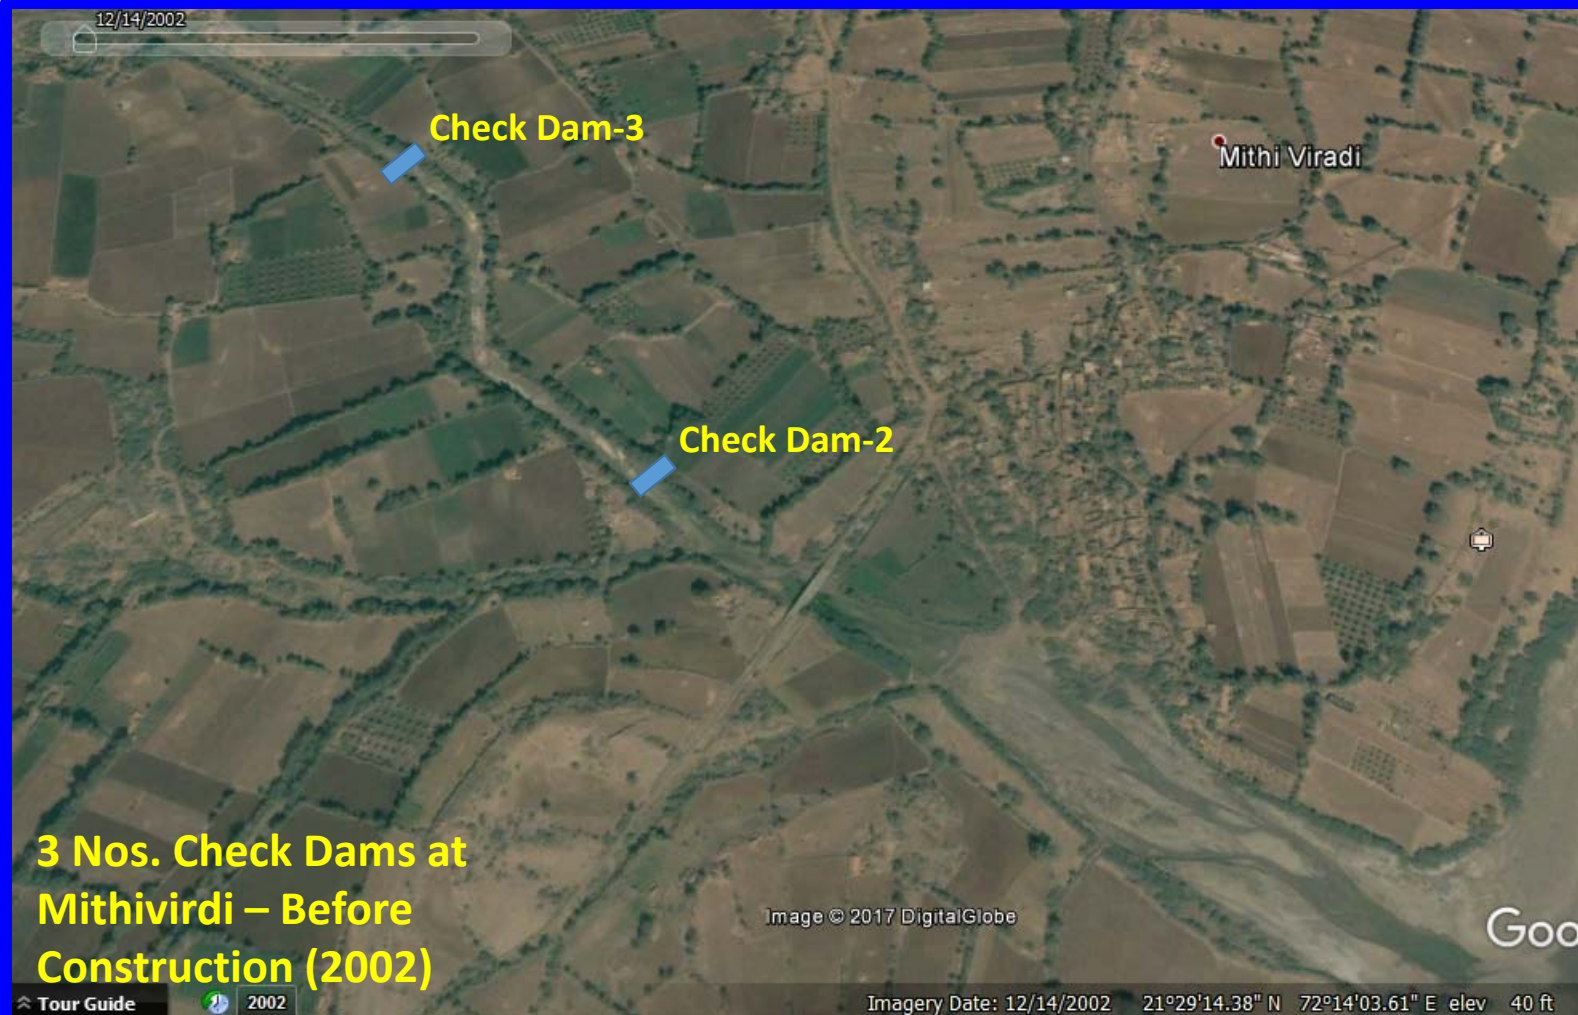 12/14/2002
Check Dam-3
Mithi Viradi
Check Dam-2
3 Nos. Check Dams at
Mithivirdi – Before
Construction (2002)
Image © 2017 DigitalGlobe
Goo
Tour Guide
2002
Imagery Date: 12/14/2002 21°29'14.38" N 72°14'03.61" E elev 40 ft